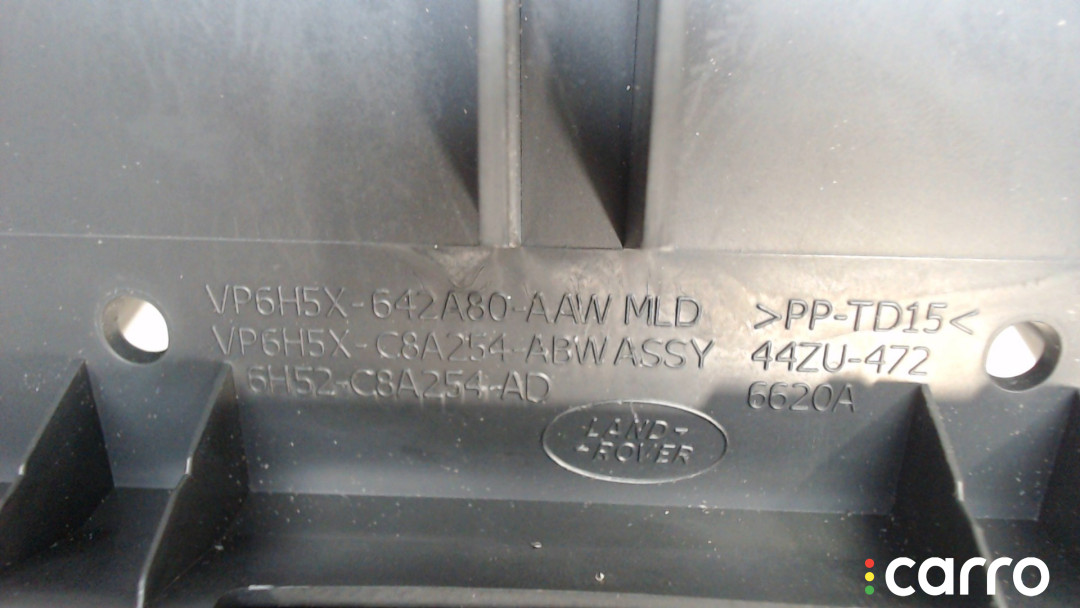 VP6H5X-642A80-AAW MLD >PP-TD15<
VP6H5X-C8A254-ABW ASSY 44ZU-472
6H52-C8A254-AD 6620A
LAND-
-ROVER
carro